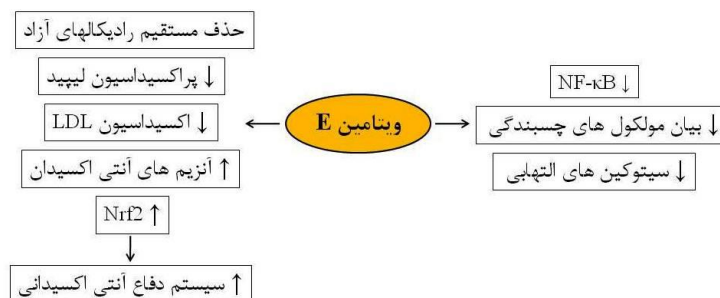 حذف مستقیم رادیکالهای آزاد
↓ پراکسیداسیون لیپید
↓ اکسیداسیون LDL
↑ آنزیم های آنتی اکسیدان
Nrf2 ↑
↑ سیستم دفاع آنتی اکسیدانی
ویتامین E
NF-κB ↓
↓ بیان مولکول های چسبندگی
↓ سیتوکین های التهابی